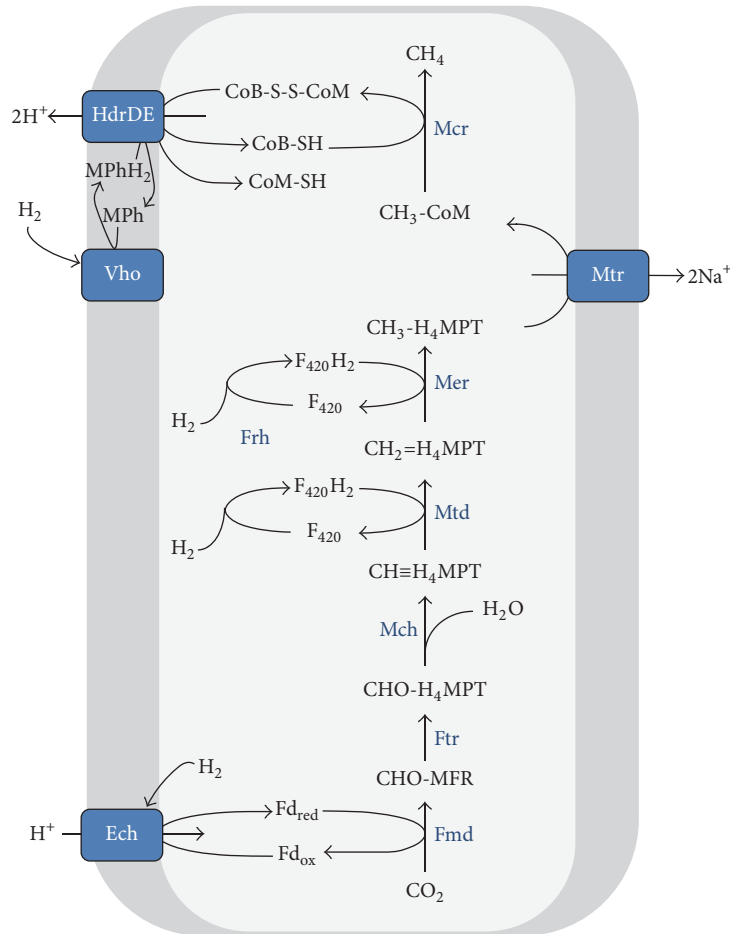 CH₄
CoB-S-S-CoM
2H⁺
HdrDE
Mcr
CoB-SH
MPhH₂
CoM-SH
H₂
MPh
CH₃-CoM
Vho
Mtr
2Na⁺
CH₃-H₄MPT
F₄₂₀H₂
Mer
F₄₂₀
H₂
Frh
CH₂=H₄MPT
F₄₂₀H₂
Mtd
F₄₂₀
H₂
CH≡H₄MPT
H₂O
Mch
CHO-H₄MPT
Ftr
H₂
CHO-MFR
Fd_red
H⁺
Ech
Fmd
Fd_ox
CO₂